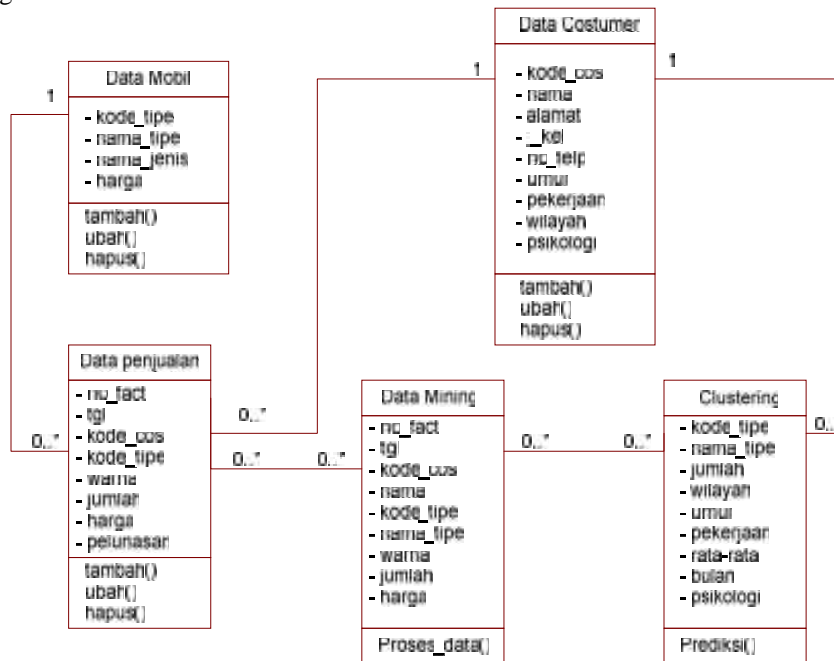 Data Mobil
- kode_tipe
- nama_tipe
- nama_jenis
- harga
tambah()
ubah()
hapus()
1
Data Costumer
- kode_cos
- nama
- alamat
- j_kel
- no_telp
- umur
- pekerjaan
- wilayah
- psikologi
tambah()
ubah()
hapus()
1
1
Data penjualan
- no_fact
- tgl
- kode_cos
- kode_tipe
- warna
- jumlah
- harga
- pelunasan
tambah()
ubah()
hapus()
0..*
0..*
0..*
0..*
Data Mining
- no_fact
- tgl
- kode_cos
- nama
- kode_tipe
- nama_tipe
- warna
- jumlah
- harga
Proses_data()
0..*
0..*
Clustering
- kode_tipe
- nama_tipe
- jumlah
- wilayah
- umur
- pekerjaan
- rata-rata
- bulan
- psikologi
Prediksi()